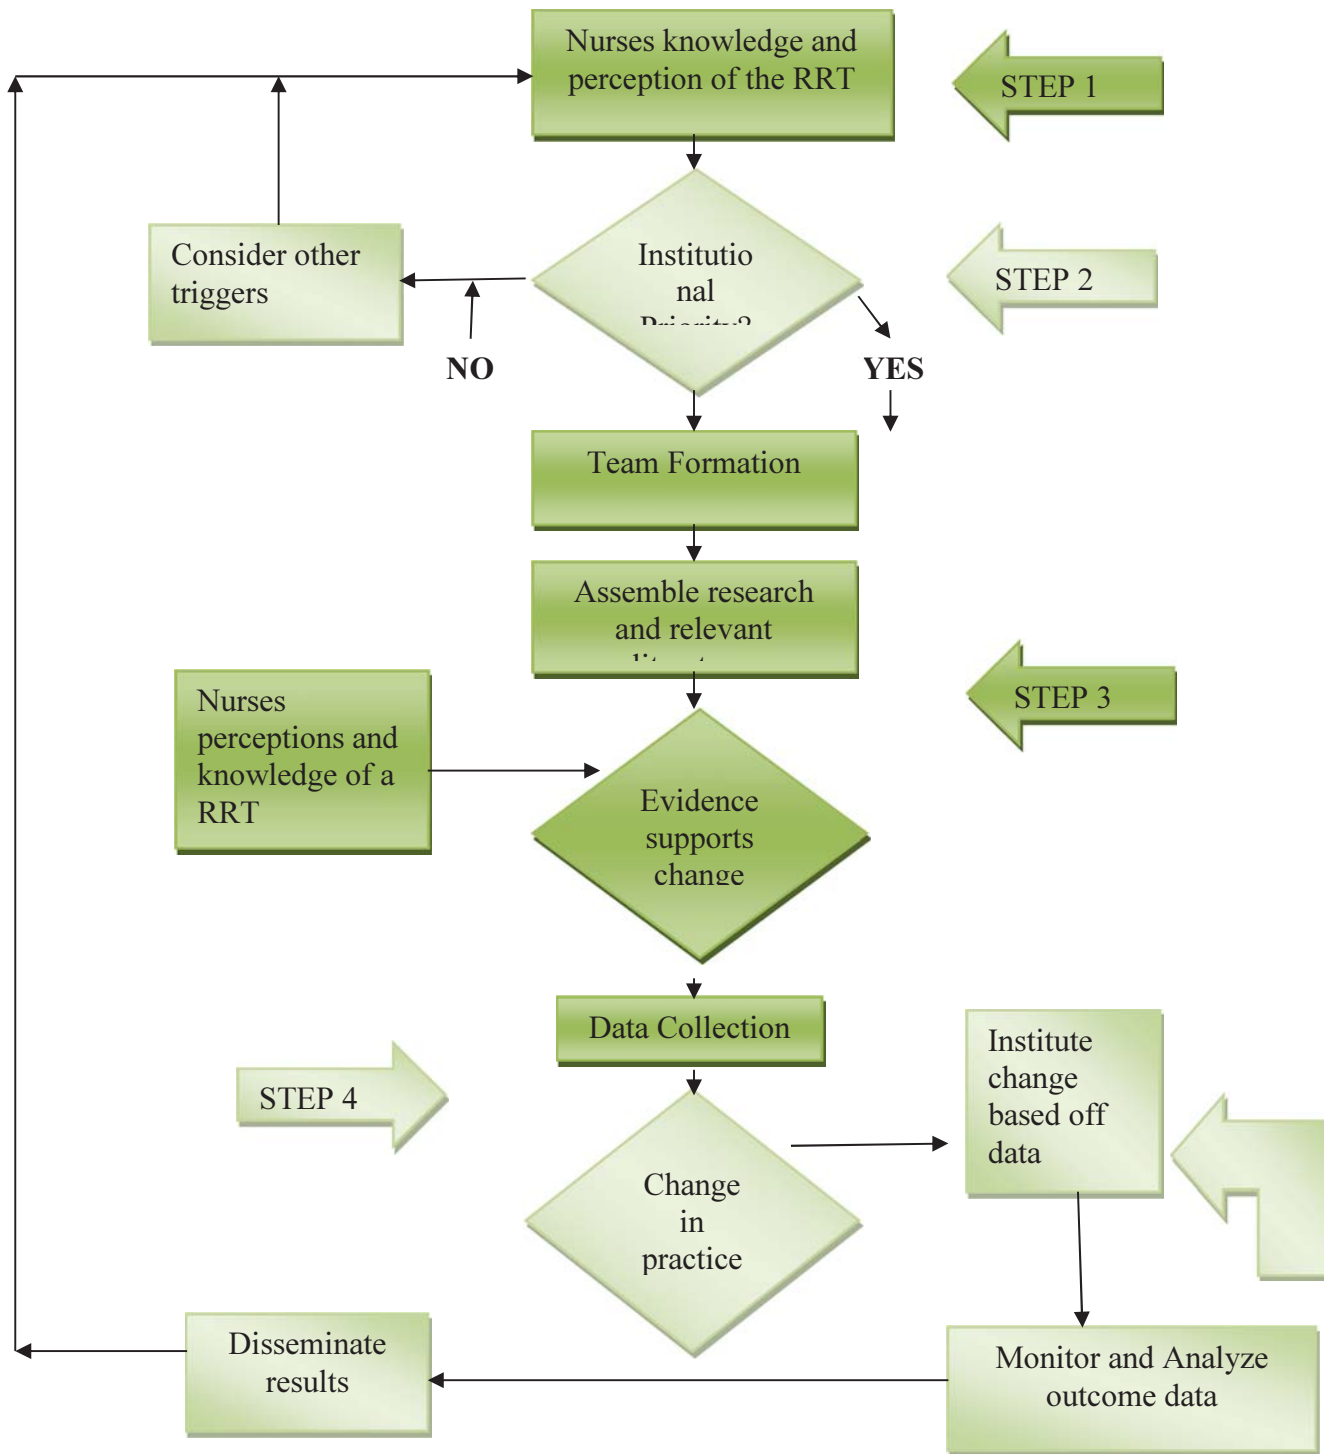 Nurses knowledge and
perception of the RRT
STEP 1
Consider other
triggers
Institutio
nal
Priority?
STEP 2
NO
YES
Team Formation
Assemble research
and relevant
Nurses
perceptions and
knowledge of a
RRT
STEP 3
Evidence
supports
change
Data Collection
STEP 4
Institute
change
based off
data
Change
in
practice
Disseminate
results
Monitor and Analyze
outcome data